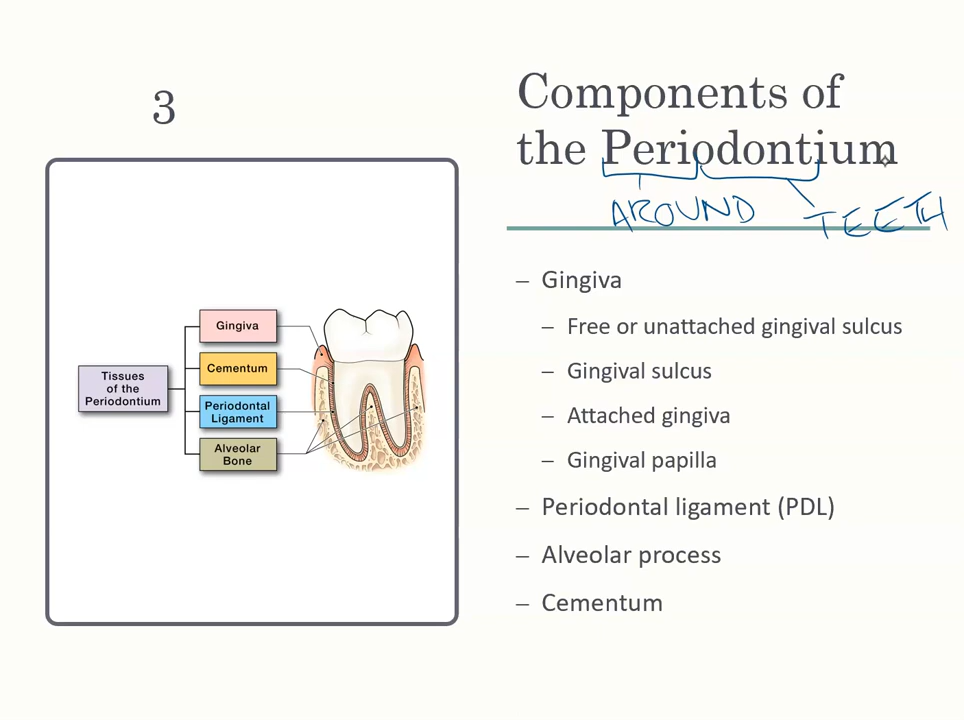 3
Components of
the Periodontium
AROUND TEETH
Gingiva
Cementum
Tissues
of the
Periodontium
Periodontal
Ligament
Alveolar
Bone
– Gingiva
– Free or unattached gingival sulcus
– Gingival sulcus
– Attached gingiva
– Gingival papilla
– Periodontal ligament (PDL)
– Alveolar process
– Cementum